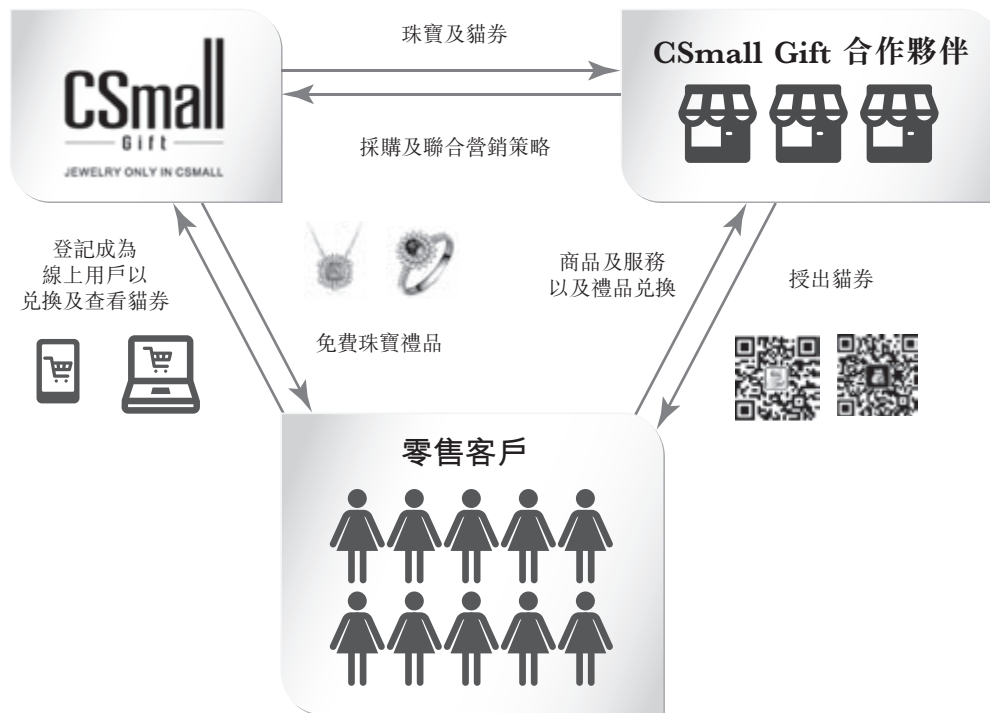 珠寶及貓券
CSmall
Gift
JEWELRY ONLY IN CSMALL
CSmall Gift 合作夥伴
採購及聯合營銷策略
登記成為
線上用戶以
兌換及查看貓券
免費珠寶禮品
商品及服務
以及禮品兌換
授出貓券
零售客戶